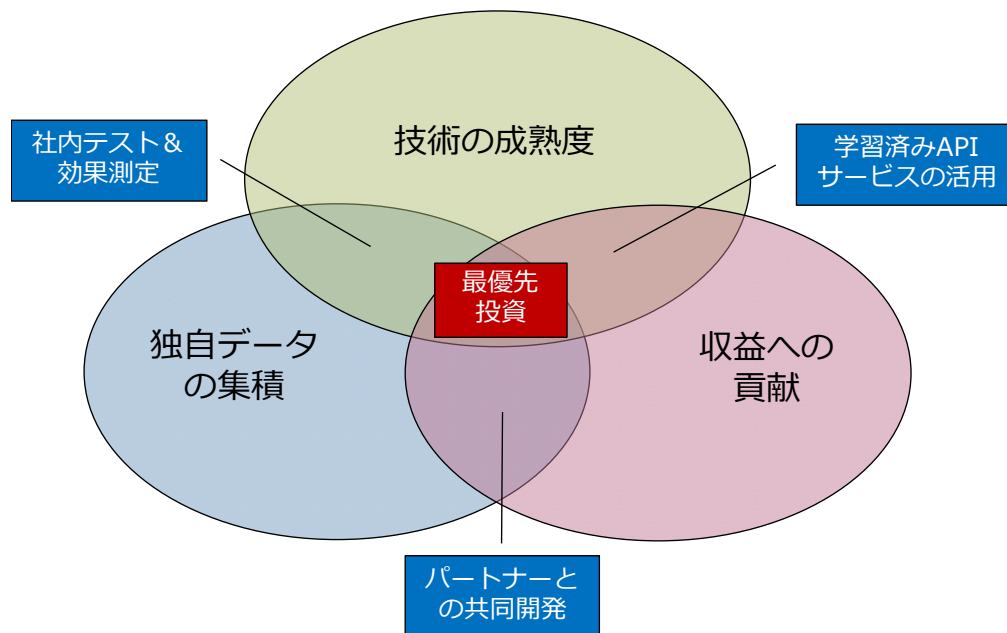 技術の成熟度
社内テスト＆
効果測定
学習済みAPI
サービスの活用
最優先
投資
独自データ
の集積
収益への
貢献
パートナーと
の共同開発